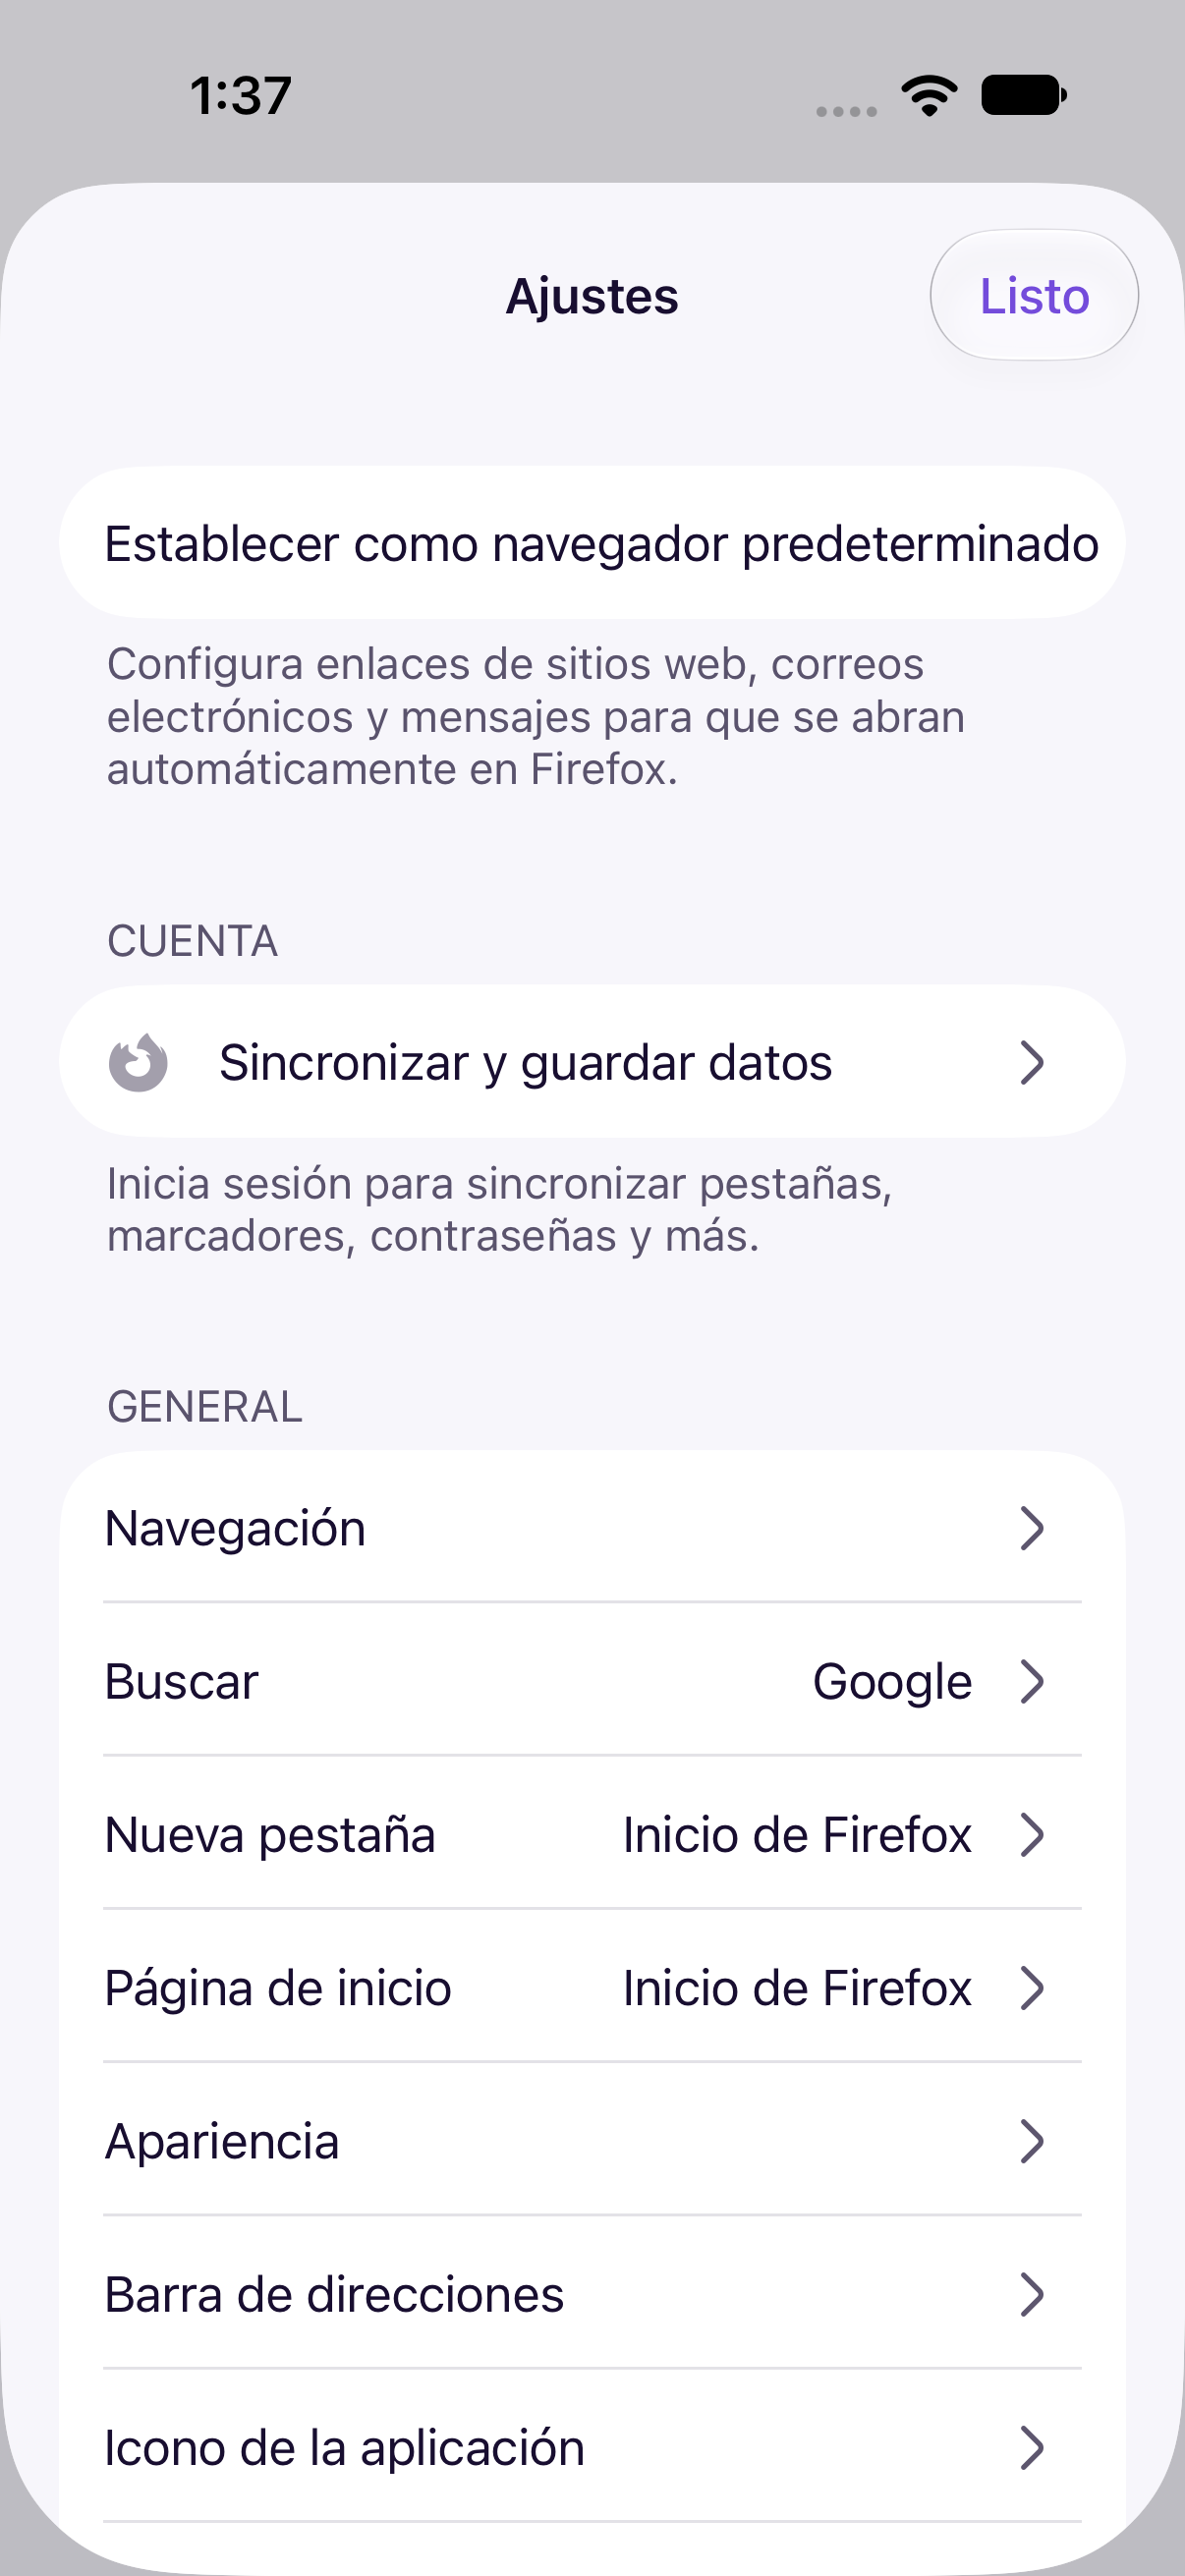 1:37
Ajustes
Listo
Establecer como navegador predeterminado
Configura enlaces de sitios web, correos
electrónicos y mensajes para que se abran
automáticamente en Firefox.
CUENTA
Sincronizar y guardar datos
Inicia sesión para sincronizar pestañas,
marcadores, contraseñas y más.
GENERAL
Navegación
Buscar Google
Nueva pestaña Inicio de Firefox
Página de inicio Inicio de Firefox
Apariencia
Barra de direcciones
Icono de la aplicación